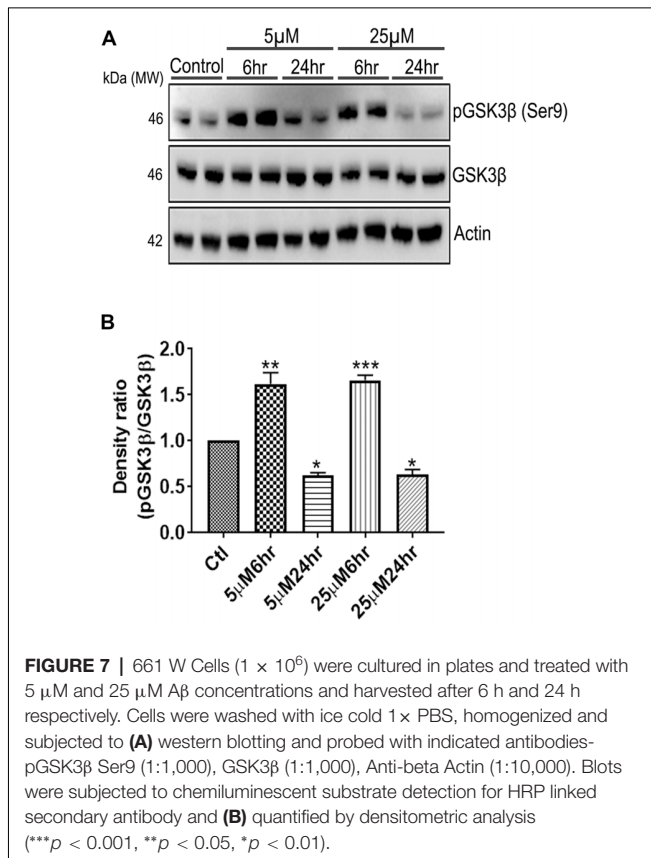 A
5µM 25µM
kDa (MW) Control 6hr 24hr 6hr 24hr
46 pGSK3β (Ser9)
46 GSK3β
42 Actin
B
Density ratio
(pGSK3β/GSK3β)
2.0
1.5
1.0
0.5
0.0
** * *** *
Ctl 5µM6hr 5µM24hr 25µM6hr 25µM24hr
FIGURE 7 | 661 W Cells (1 × 10⁶) were cultured in plates and treated with
5 µM and 25 µM Aβ concentrations and harvested after 6 h and 24 h
respectively. Cells were washed with ice cold 1× PBS, homogenized and
subjected to (A) western blotting and probed with indicated antibodies-
pGSK3β Ser9 (1:1,000), GSK3β (1:1,000), Anti-beta Actin (1:10,000). Blots
were subjected to chemiluminescent substrate detection for HRP linked
secondary antibody and (B) quantified by densitometric analysis
(***p < 0.001, **p < 0.05, *p < 0.01).